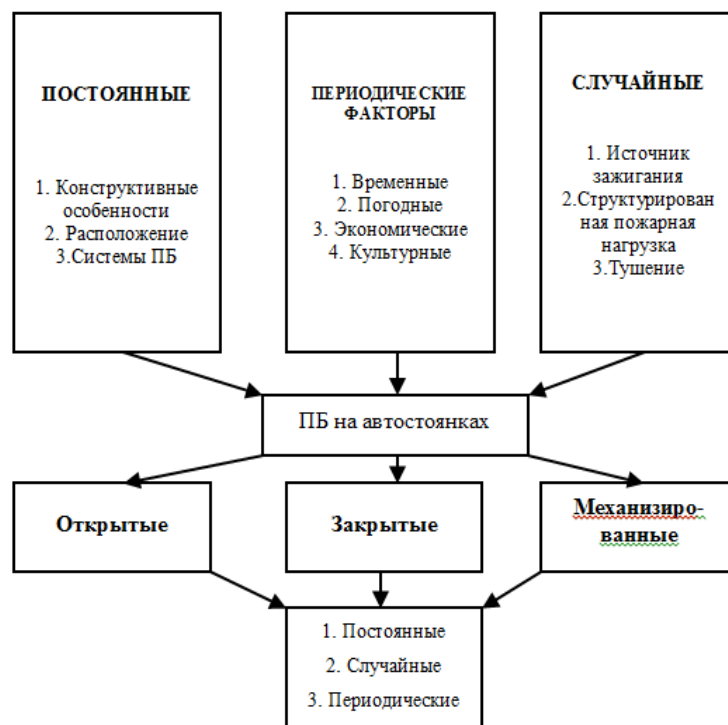 ПОСТОЯННЫЕ
1. Конструктивные
особенности
2. Расположение
3.Системы ПБ
ПЕРИОДИЧЕСКИЕ
ФАКТОРЫ
1. Временные
2. Погодные
3. Экономические
4. Культурные
СЛУЧАЙНЫЕ
1. Источник
зажигания
2.Структурирован
ная пожарная
нагрузка
3.Тушение
ПБ на автостоянках
Открытые
Закрытые
Механизиро-
ванные
1. Постоянные
2. Случайные
3. Периодические